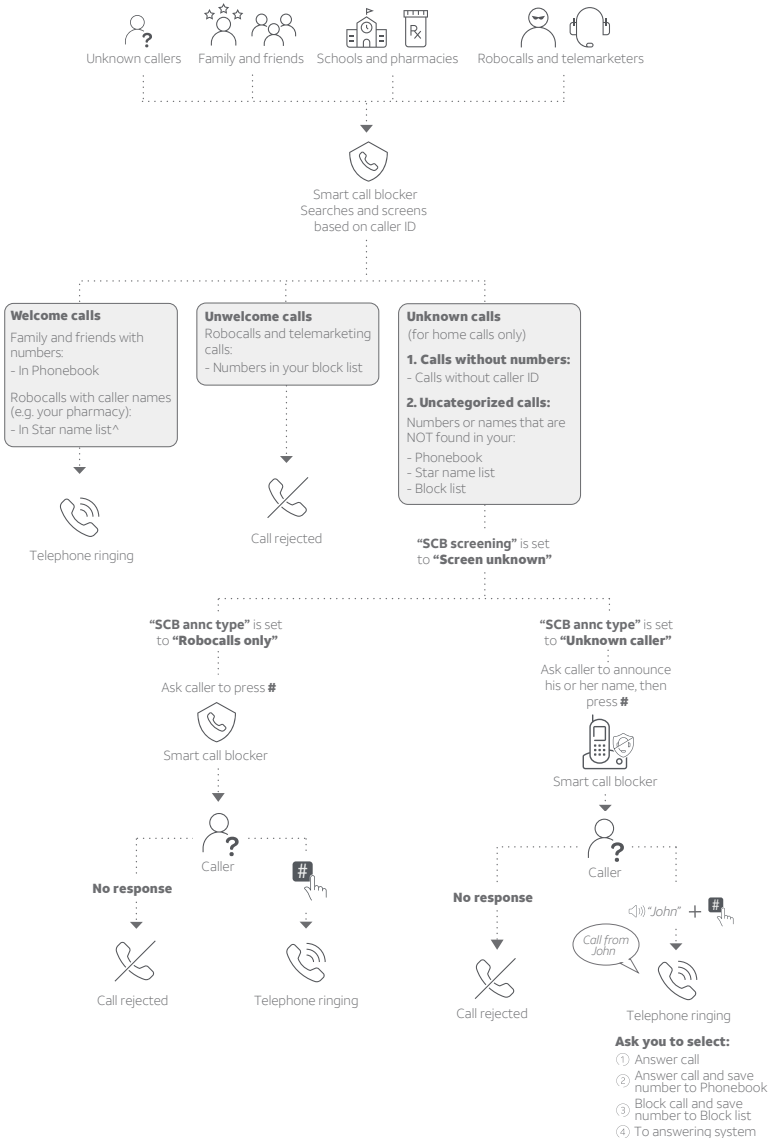 Unknown callers
Family and friends
Rx
Schools and pharmacies
Robocalls and telemarketers
Smart call blocker
Searches and screens
based on caller ID
Welcome calls
Family and friends with
numbers:
- In Phonebook
Robocalls with caller names
(e.g. your pharmacy):
- In Star name list^
Telephone ringing
Unwelcome calls
Robocalls and telemarketing
calls:
- Numbers in your block list
Call rejected
Unknown calls
(for home calls only)
1. Calls without numbers:
- Calls without caller ID
2. Uncategorized calls:
Numbers or names that are
NOT found in your:
- Phonebook
- Star name list
- Block list
“SCB screening” is set
to “Screen unknown”
“SCB annc type” is set
to “Robocalls only”
Ask caller to press #
Smart call blocker
?
Caller
No response
Call rejected
#
Telephone ringing
“SCB annc type” is set
to “Unknown caller”
Ask caller to announce
his or her name, then
press #
Smart call blocker
?
Caller
No response
Call rejected
“John” + #
Call from
John
Telephone ringing
Ask you to select:
1 Answer call
2 Answer call and save
number to Phonebook
3 Block call and save
number to Block list
4 To answering system